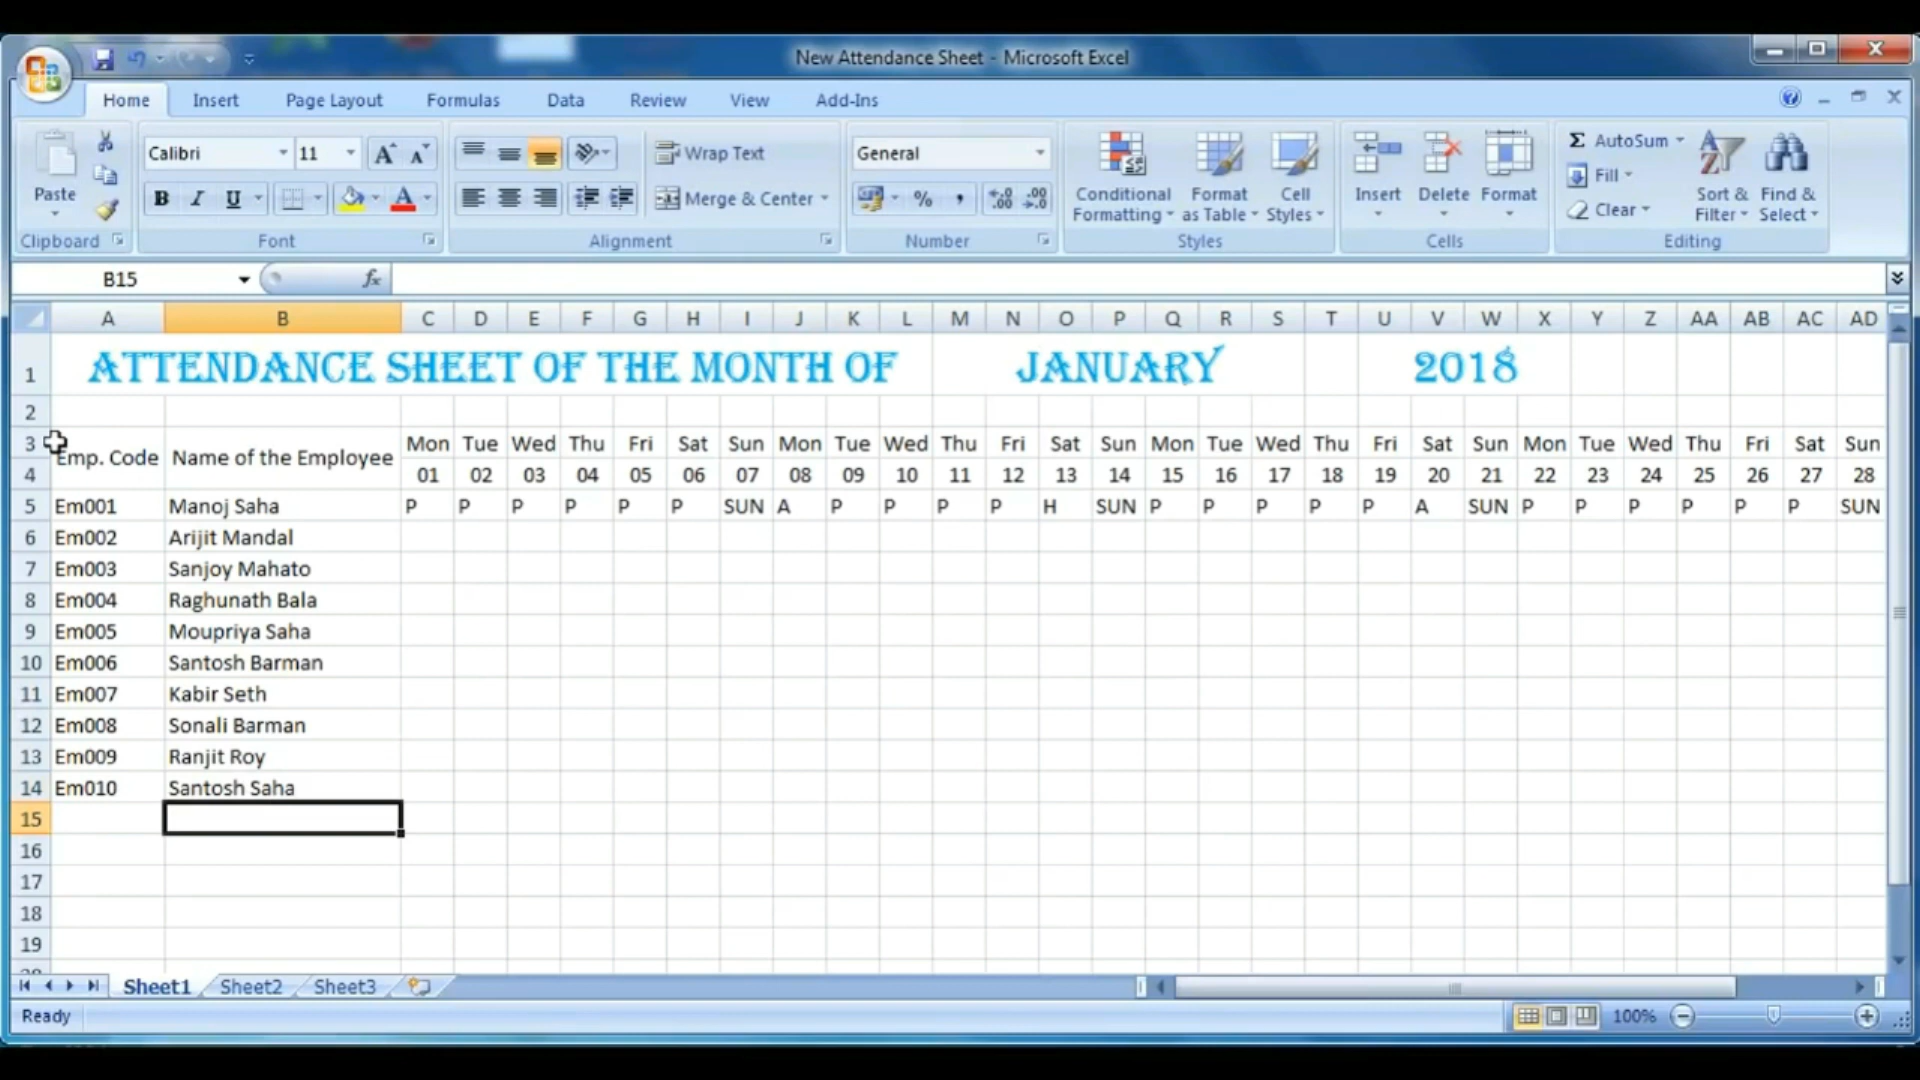 New Attendance Sheet - Microsoft Excel
Home Insert Page Layout Formulas Data Review View Add-Ins
Calibri 11 General
Wrap Text
Σ AutoSum
Fill
Clear
Paste
B I U
Merge & Center
% ,
Conditional Formatting
Format as Table
Cell Styles
Insert Delete Format
Sort & Filter
Find & Select
Clipboard Font Alignment Number Styles Cells Editing
B15 fx
A B C D E F G H I J K L M N O P Q R S T U V W X Y Z AA AB AC AD
1 ATTENDANCE SHEET OF THE MONTH OF JANUARY 2018
2
3 Mon Tue Wed Thu Fri Sat Sun Mon Tue Wed Thu Fri Sat Sun Mon Tue Wed Thu Fri Sat Sun Mon Tue Wed Thu Fri Sat Sun
Emp. Code Name of the Employee
4 01 02 03 04 05 06 07 08 09 10 11 12 13 14 15 16 17 18 19 20 21 22 23 24 25 26 27 28
5 Em001 Manoj Saha P P P P P P SUN A P P P P H SUN P P P P P A SUN P P P P P P SUN
6 Em002 Arijit Mandal
7 Em003 Sanjoy Mahato
8 Em004 Raghunath Bala
9 Em005 Moupriya Saha
10 Em006 Santosh Barman
11 Em007 Kabir Seth
12 Em008 Sonali Barman
13 Em009 Ranjit Roy
14 Em010 Santosh Saha
15
16
17
18
19
Sheet1 Sheet2 Sheet3
Ready 100%